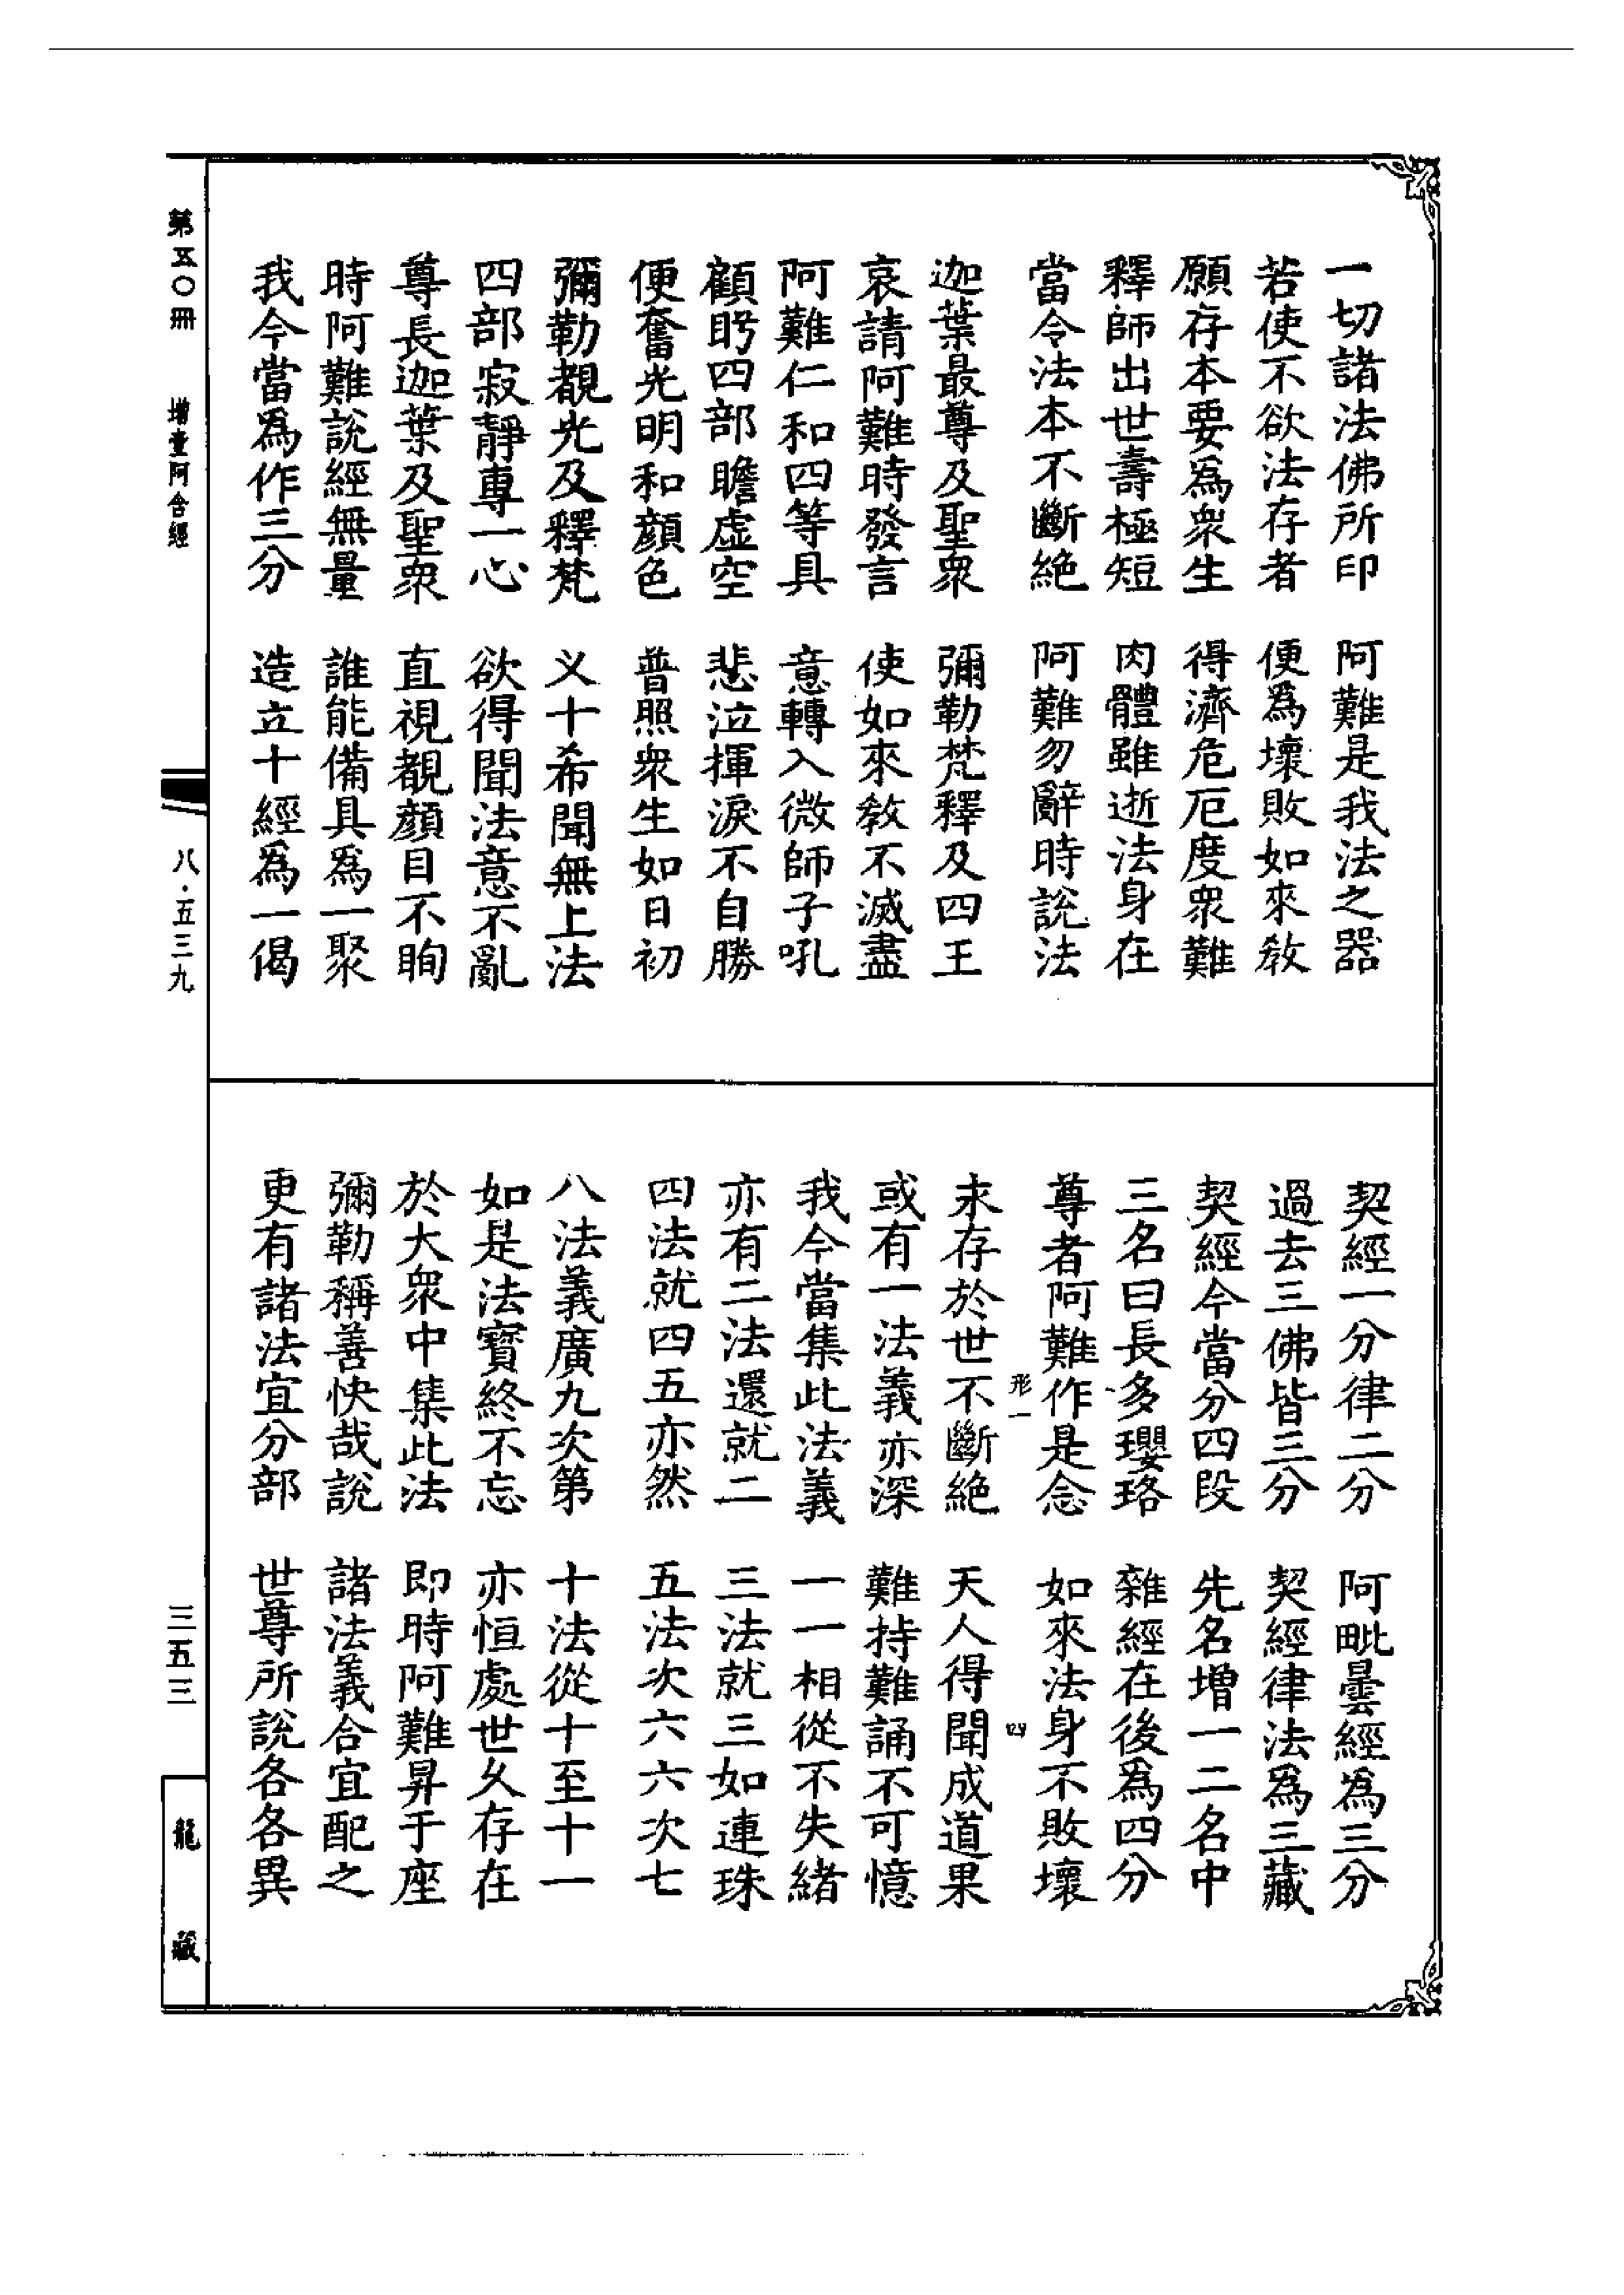 一切諸法佛所印　阿難是我法之器
若使不欲法存者　便爲壞敗如來教
願存本要爲衆生　得濟危厄度衆難
釋師出世壽極短　肉體雖逝法身在
當令法本不斷絶　阿難勿辭時說法
迦葉最尊及聖衆　彌勒梵釋及四王
哀請阿難時發言　使如來教不滅盡
阿難仁和四等具　意轉入微師子吼
顧眄四部瞻虛空　悲泣揮淚不自勝
便奮光明和顏色　普照衆生如日初
彌勒覩光及釋梵　义十希聞無上法
四部寂靜專一心　欲得聞法意不亂
尊長迦葉及聖衆　直視覩顏目不眴
時阿難說經無量　誰能備具爲一聚
我今當爲作三分　造立十經爲一偈
契經一分律二分　阿毗曇經爲三分
過去三佛皆三分　契經律法爲三藏
契經今當分四段　先名增一二名中
三名曰長多瓔珞　雜經在後爲四分
尊者阿難作是念　如來法身不敗壞
形一　四
求存於世不斷絶　天人得聞成道果
或有一法義亦深　難持難誦不可憶
我今當集此法義　一一相從不失緒
亦有二法還就二　三法就三如連珠
四法就四五亦然　五法次六六次七
八法義廣九次第　十法從十至十一
如是法寶終不忘　亦恒處世久存在
於大衆中集此法　即時阿難昇于座
彌勒稱善快哉說　諸法義合宜配之
更有諸法宜分部　世尊所說各各異
第五〇冊　增壹阿含經
八·五三九
三五三
龍藏